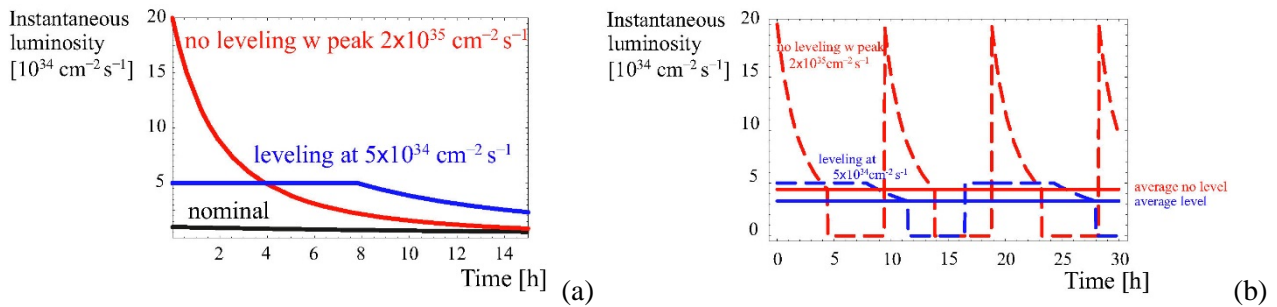 Instantaneous
luminosity
[10³⁴ cm⁻² s⁻¹]
20
15
10
5
no leveling w peak 2x10³⁵ cm⁻² s⁻¹
leveling at 5x10³⁴ cm⁻² s⁻¹
nominal
0 2 4 6 8 10 12 14
Time [h]
(a)
Instantaneous
luminosity
[10³⁴ cm⁻² s⁻¹]
20
15
10
5
0
no leveling w peak
2x10³⁵cm⁻² s⁻¹
leveling at
5x10³⁴cm⁻² s⁻¹
average no level
average level
0 5 10 15 20 25 30
Time [h]
(b)